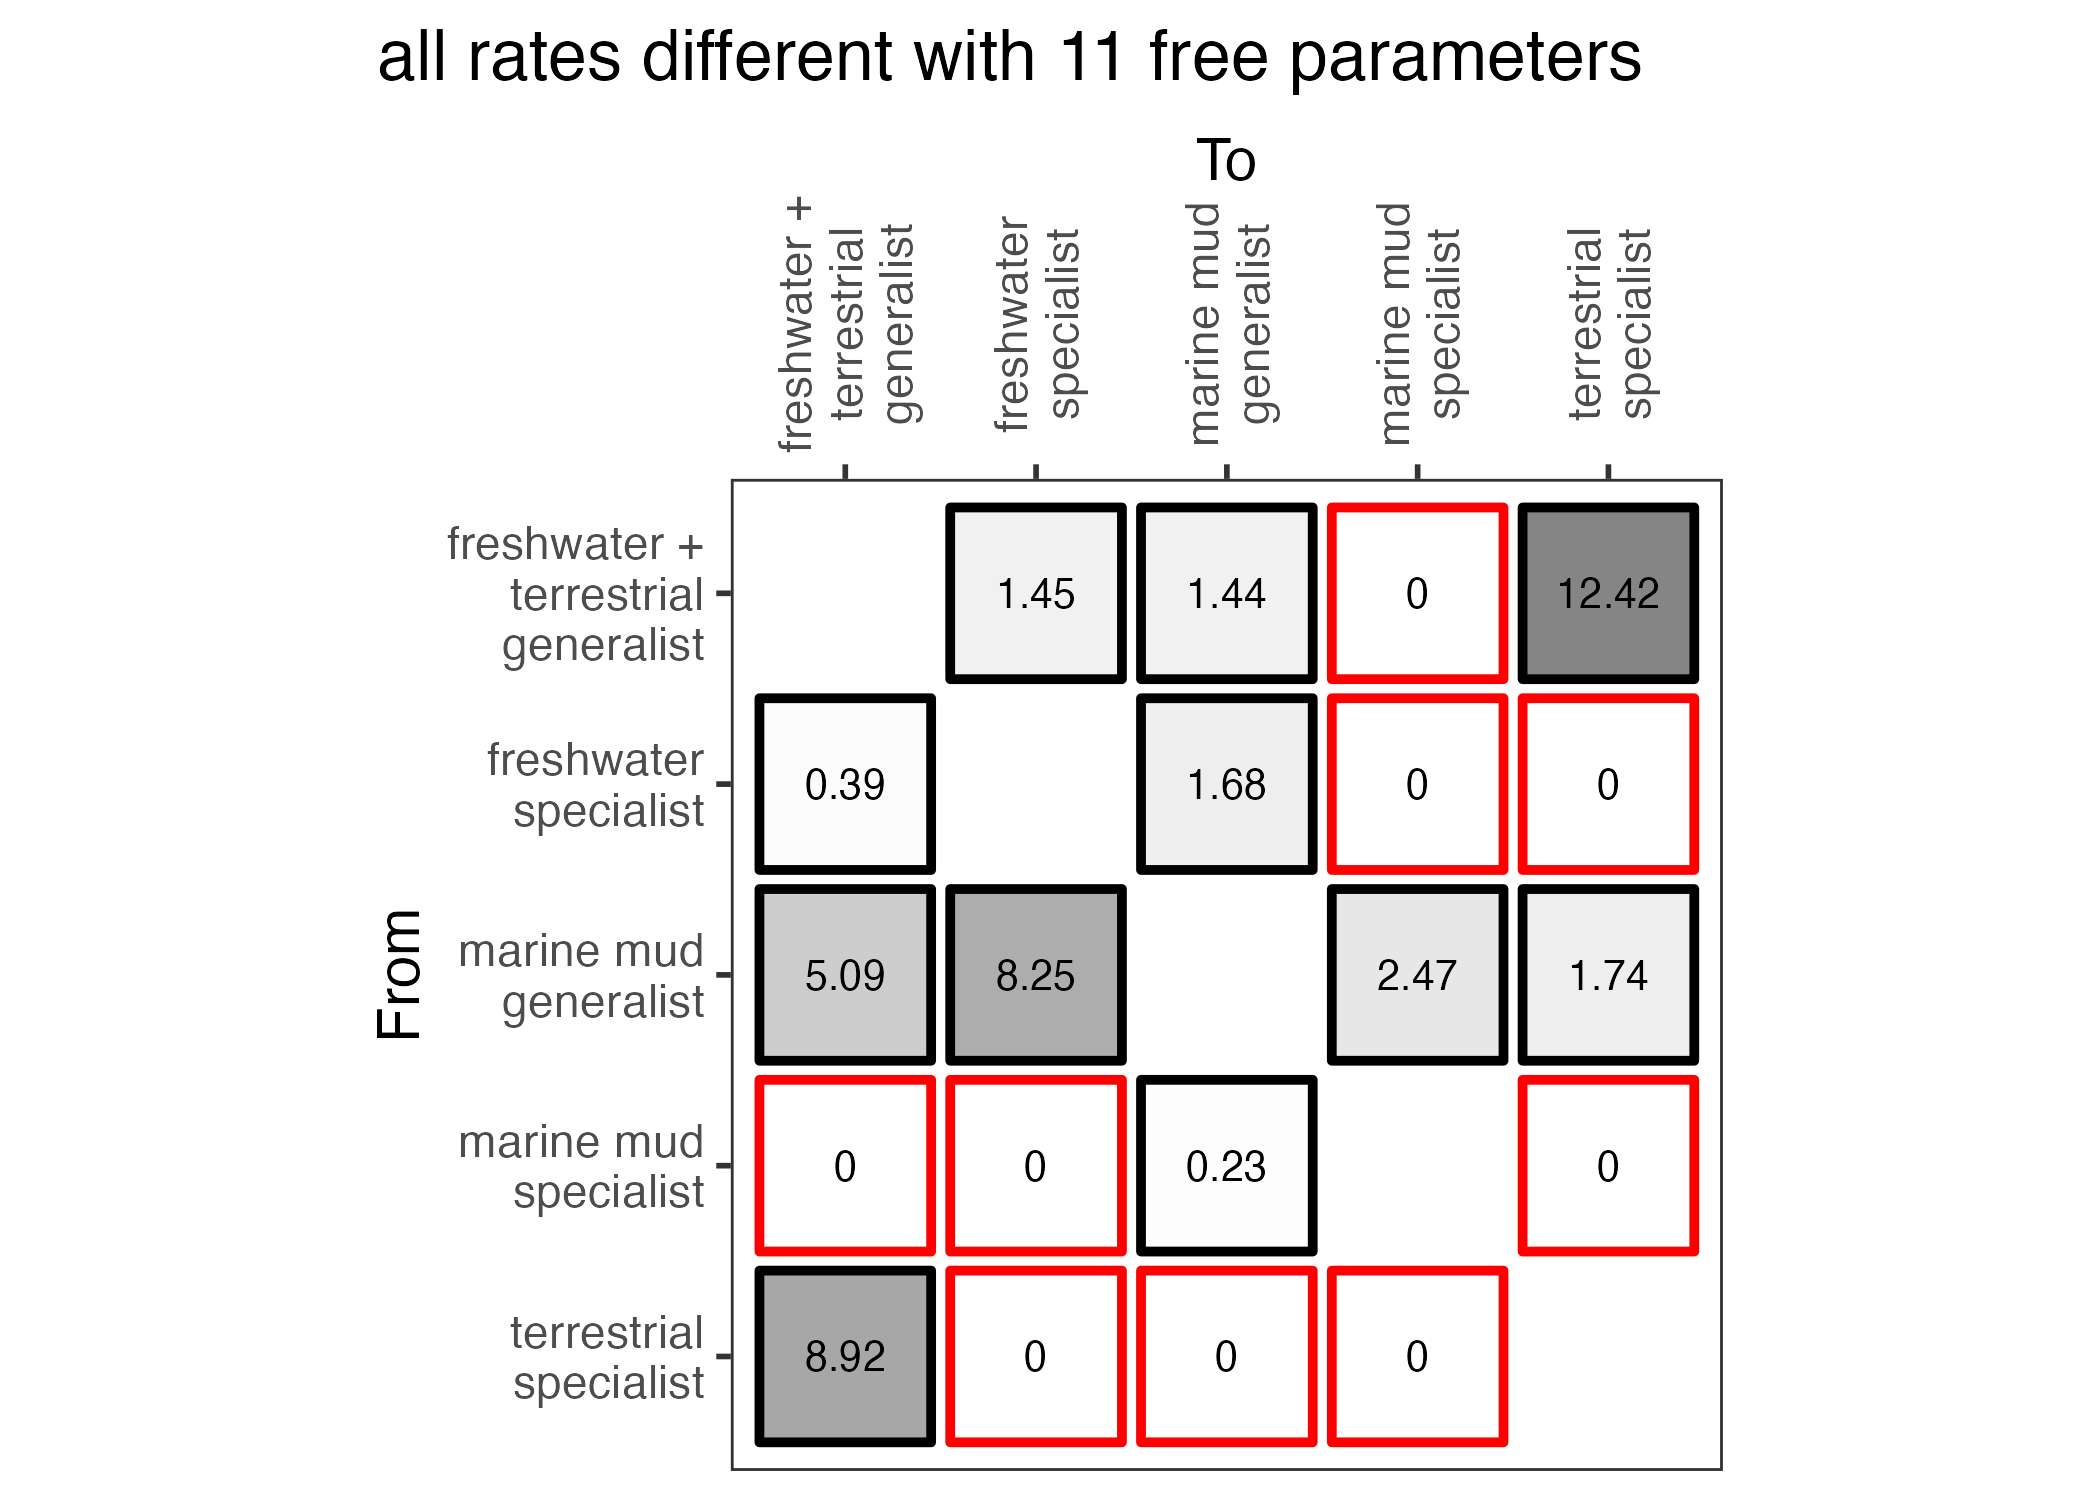 all rates different with 11 free parameters
To
freshwater +
terrestrial
generalist
freshwater
specialist
marine mud
generalist
marine mud
specialist
terrestrial
specialist
From
freshwater +
terrestrial
generalist
1.45
1.44
0
12.42
freshwater
specialist
0.39
1.68
0
0
marine mud
generalist
5.09
8.25
2.47
1.74
marine mud
specialist
0
0
0.23
0
terrestrial
specialist
8.92
0
0
0